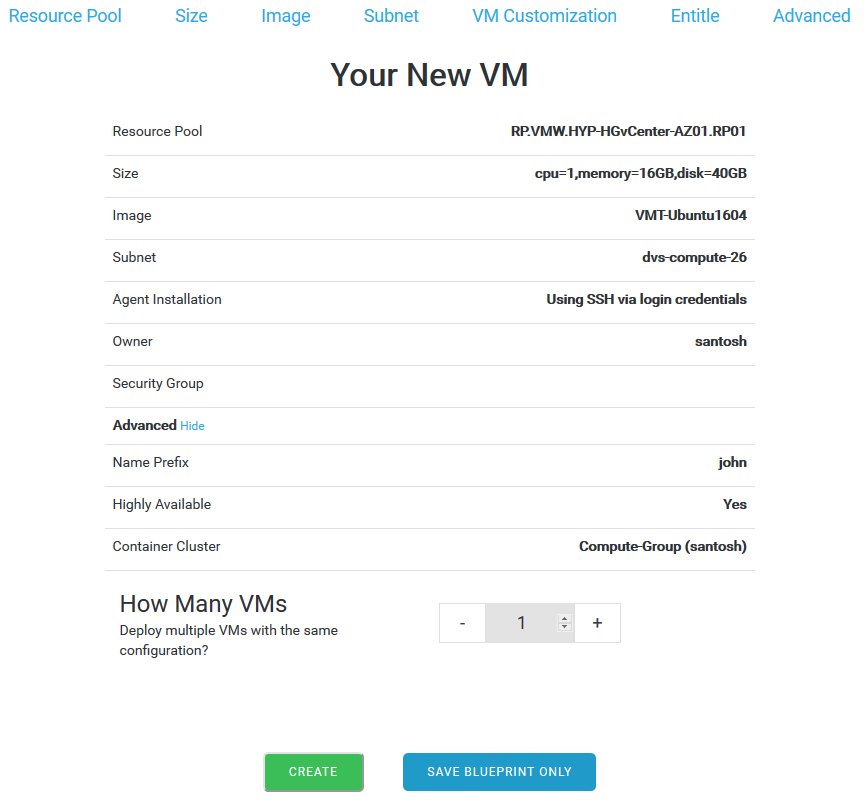 Resource Pool Size Image Subnet VM Customization Entitle Advanced
Your New VM
Resource Pool RP.VMW.HYP-HGvCenter-AZ01.RP01
Size cpu=1,memory=16GB,disk=40GB
Image VMT-Ubuntu1604
Subnet dvs-compute-26
Agent Installation Using SSH via login credentials
Owner santosh
Security Group
Advanced Hide
Name Prefix john
Highly Available Yes
Container Cluster Compute-Group (santosh)
How Many VMs
Deploy multiple VMs with the same
configuration?
- 1 +
CREATE SAVE BLUEPRINT ONLY